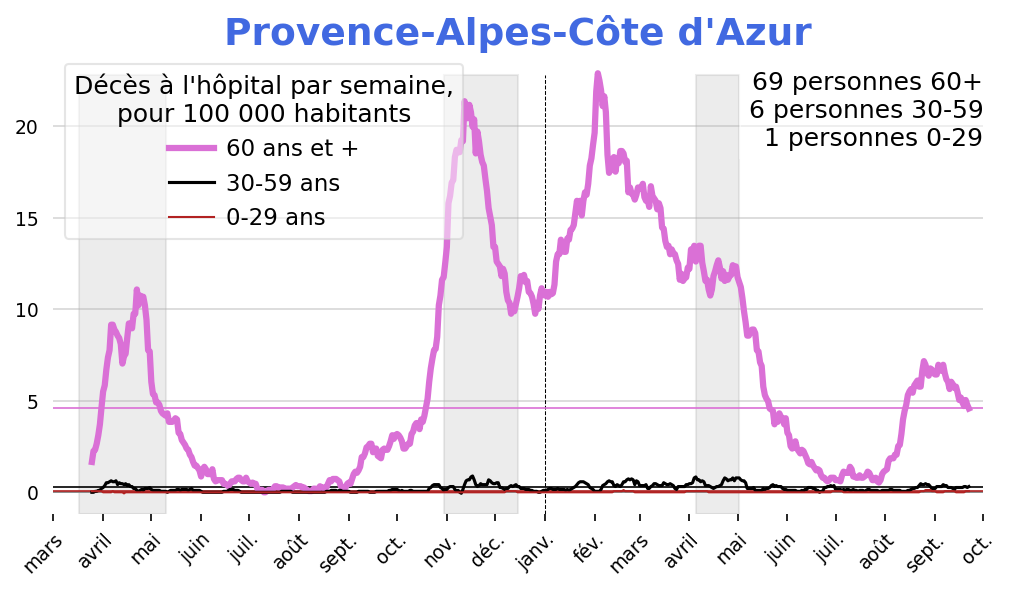 Provence-Alpes-Côte d'Azur
Décès à l'hôpital par semaine,
pour 100 000 habitants
60 ans et +
30-59 ans
0-29 ans
69 personnes 60+
6 personnes 30-59
1 personnes 0-29
20
15
10
5
0
mars
avril
mai
juin
juil.
août
sept.
oct.
nov.
déc.
janv.
fév.
mars
avril
mai
juin
juil.
août
sept.
oct.